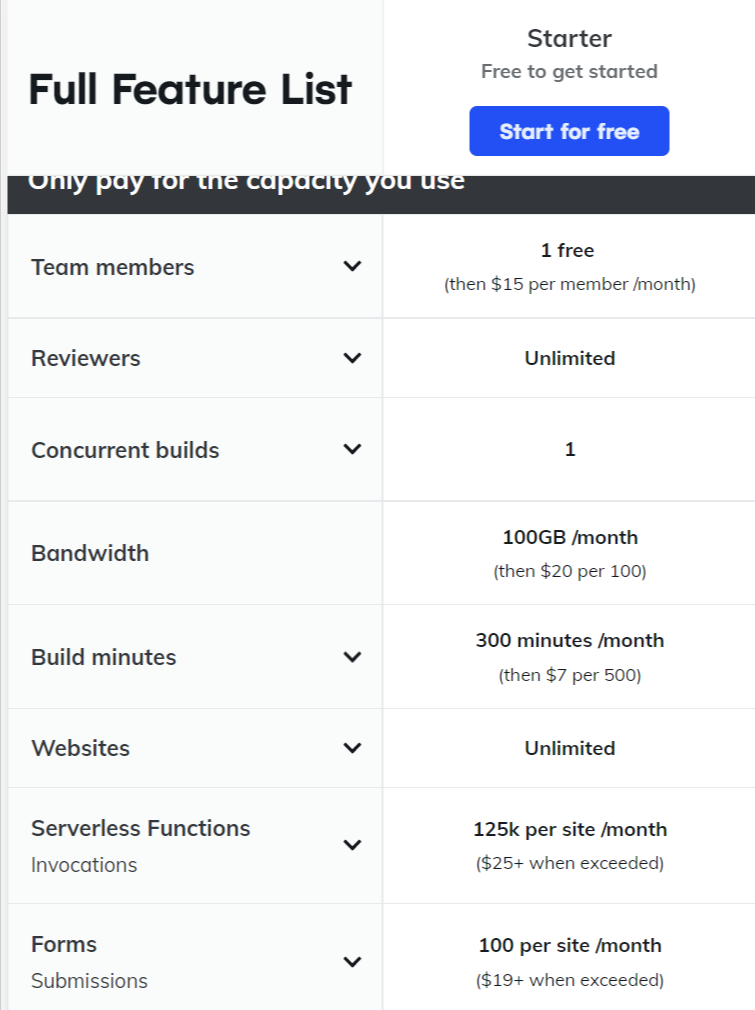 Full Feature List
Starter
Free to get started
Start for free
Only pay for the capacity you use
Team members
1 free
(then $15 per member /month)
Reviewers
Unlimited
Concurrent builds
1
Bandwidth
100GB /month
(then $20 per 100)
Build minutes
300 minutes /month
(then $7 per 500)
Websites
Unlimited
Serverless Functions
Invocations
125k per site /month
($25+ when exceeded)
Forms
Submissions
100 per site /month
($19+ when exceeded)